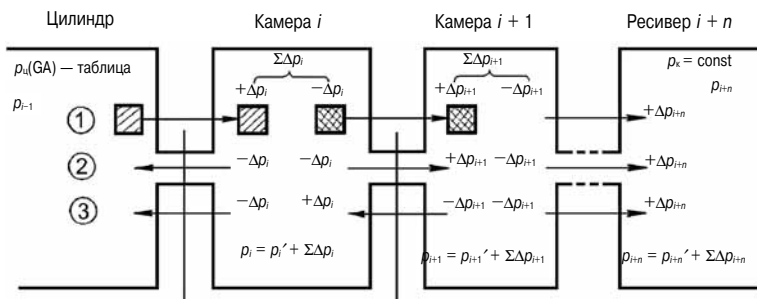 Цилиндр Камера i Камера i + 1 Ресивер i + n
pц(GA) — таблица ΣΔpi ΣΔpi+1 pк = const
pi−1 +Δpi −Δpi +Δpi+1 −Δpi+1 pi+n
1 +Δpi+n
2 −Δpi −Δpi +Δpi+1 −Δpi+1 +Δpi+n
3 −Δpi +Δpi −Δpi+1 −Δpi+1 +Δpi+n
pi = pi′ + ΣΔpi pi+1 = pi+1′ + ΣΔpi+1 pi+n = pi+n′ + ΣΔpi+n